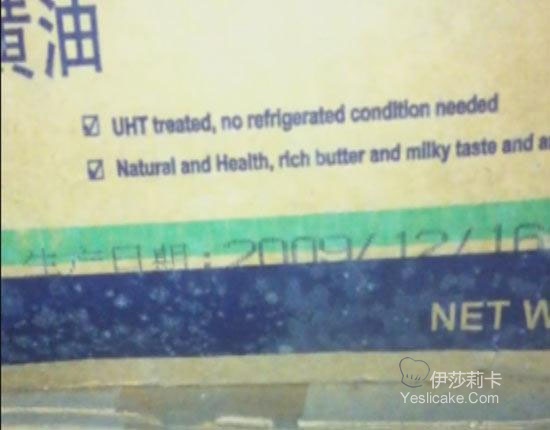 黄油
☑ UHT treated, no refrigerated condition needed
☑ Natural and Health, rich butter and milky taste and
生产日期:2009/12/16
NET
伊莎莉卡
Yeslicake.Com